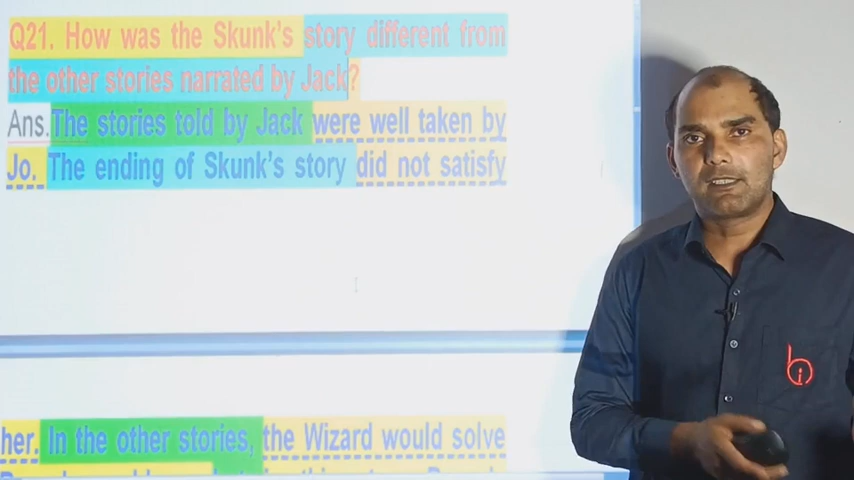 Q21. How was the Skunk's story different from
the other stories narrated by Jack?
Ans. The stories told by Jack were well taken by
Jo. The ending of Skunk's story did not satisfy
her. In the other stories, the Wizard would solve
bi